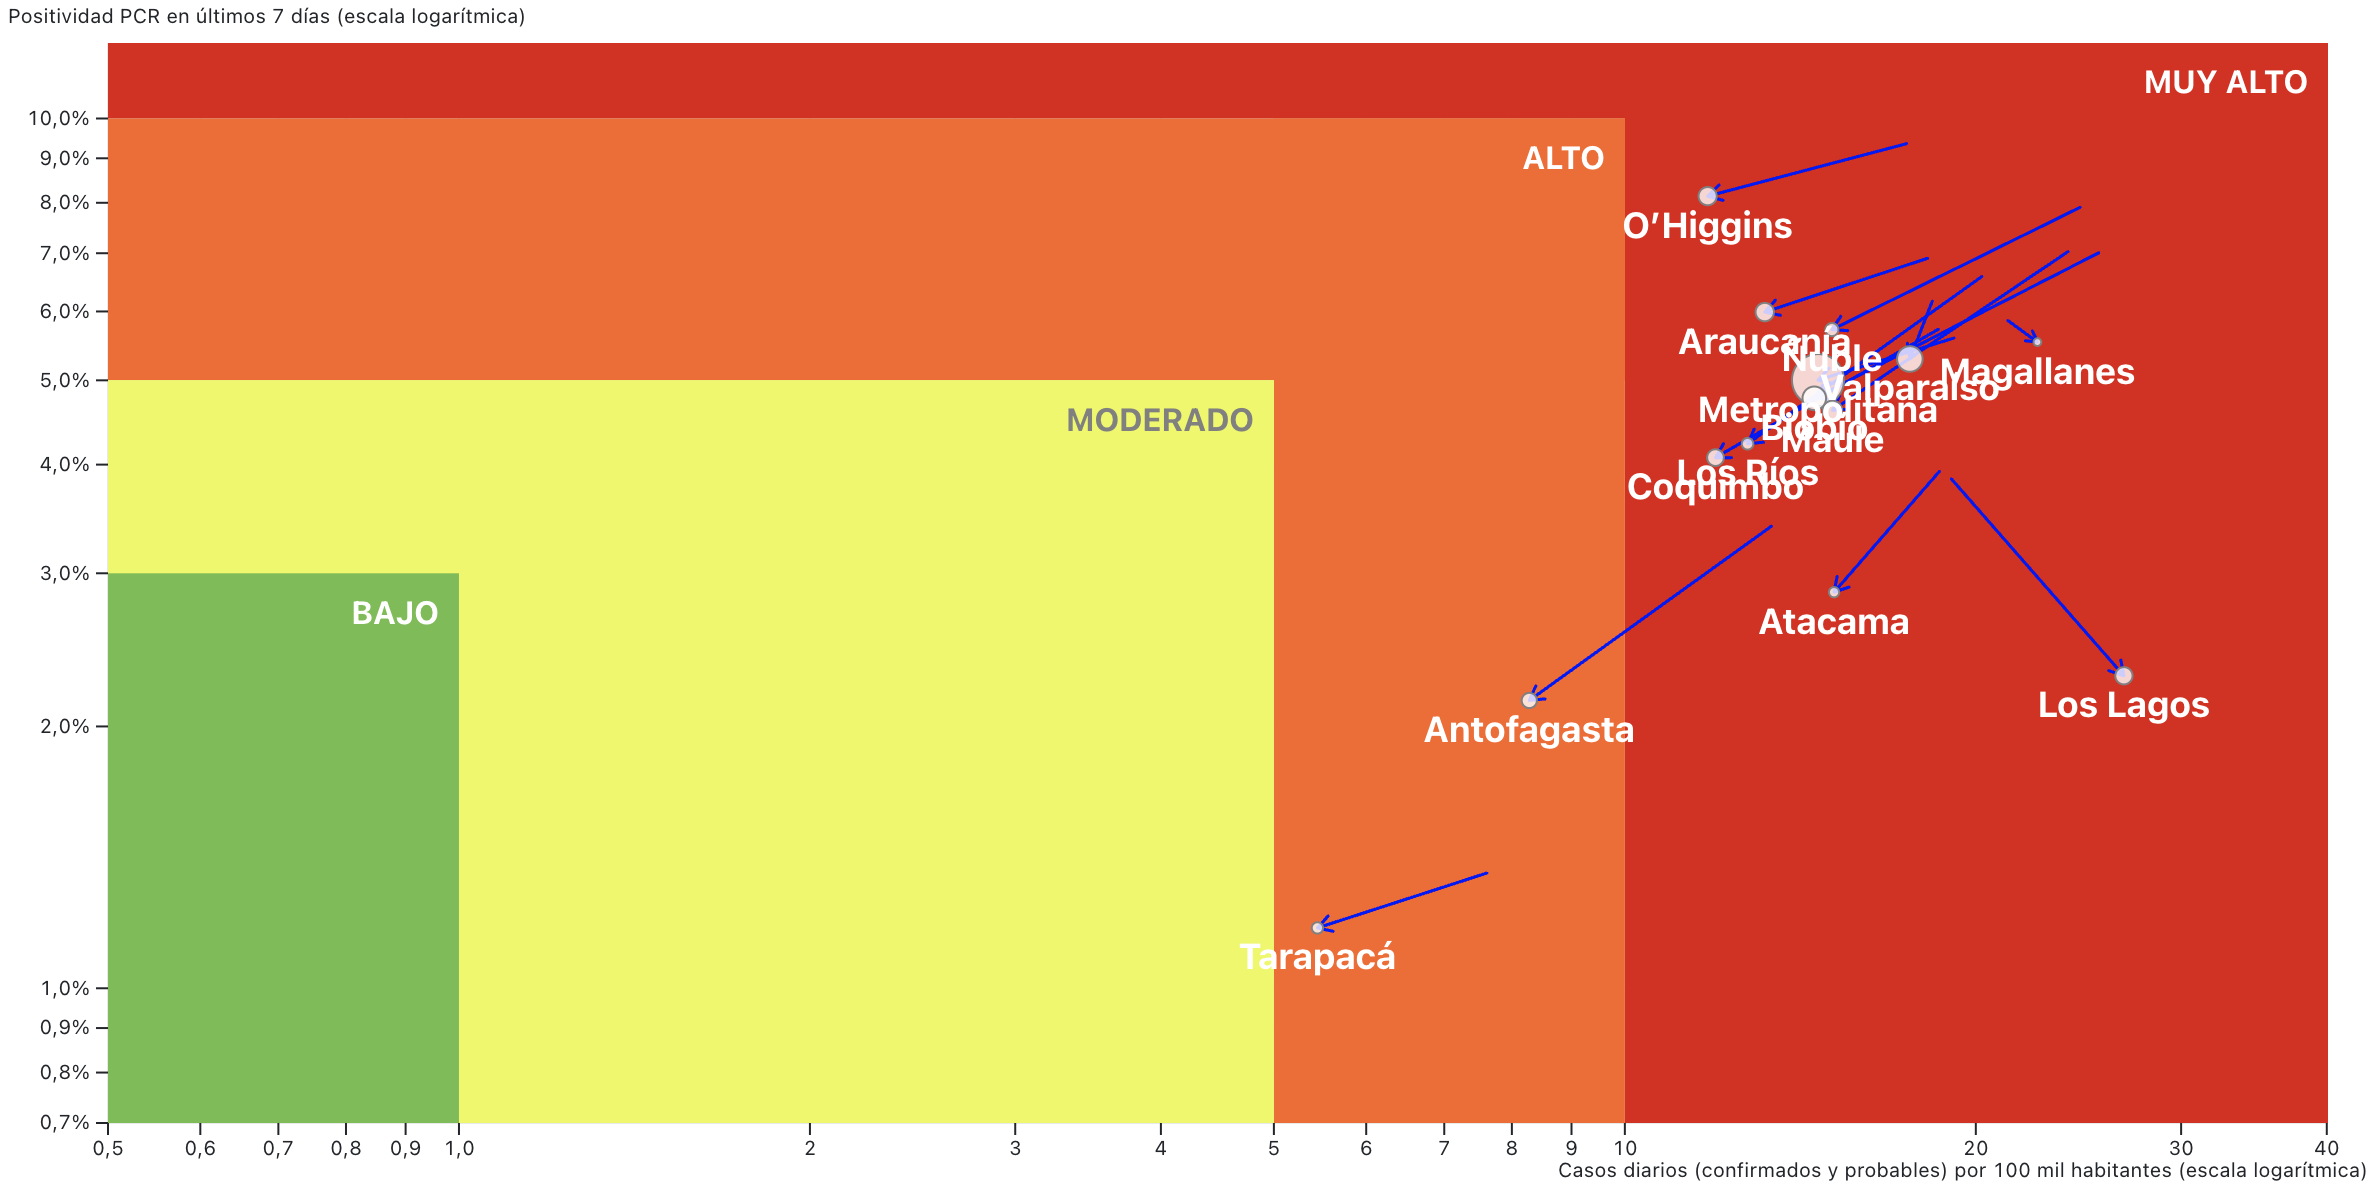 Positividad PCR en últimos 7 días (escala logarítmica)
MUY ALTO
10,0%
ALTO
9,0%
8,0%
O’Higgins
7,0%
6,0%
Araucanía
Ñuble
Magallanes
5,0%
Valparaíso
MODERADO
Metropolitana
Biobío
Maule
4,0%
Los Ríos
Coquimbo
3,0%
BAJO
Atacama
Los Lagos
2,0%
Antofagasta
Tarapacá
1,0%
0,9%
0,8%
0,7%
0,5 0,6 0,7 0,8 0,9 1,0 2 3 4 5 6 7 8 9 10 20 30 40
Casos diarios (confirmados y probables) por 100 mil habitantes (escala logarítmica)